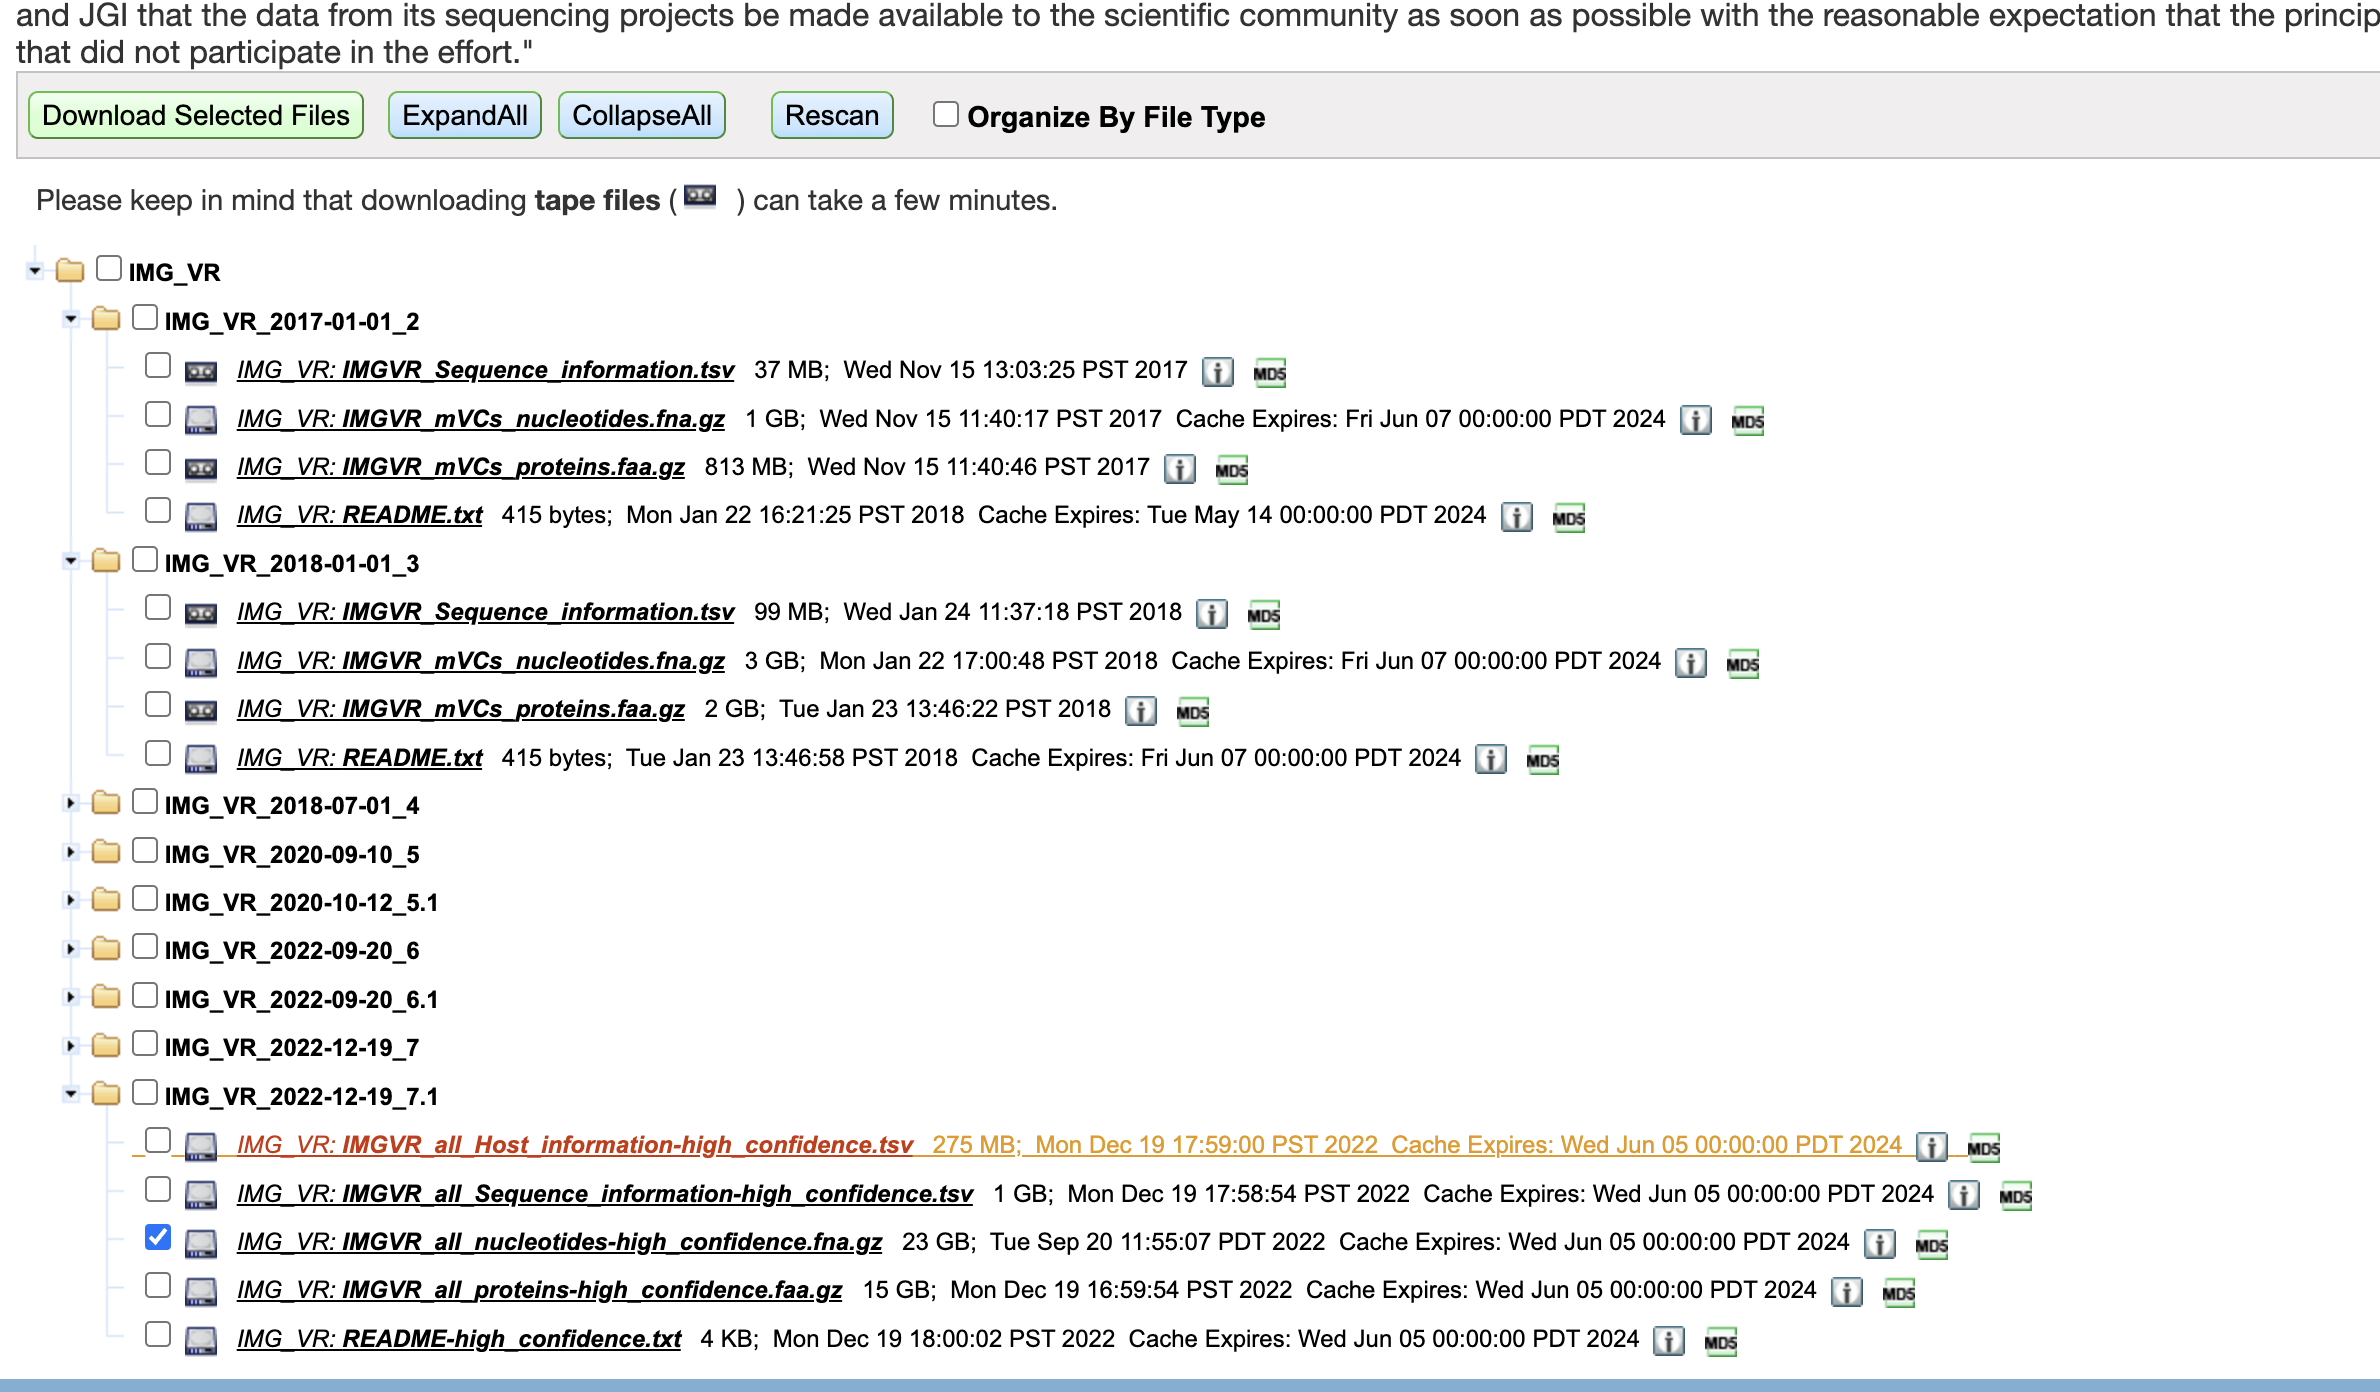 and JGI that the data from its sequencing projects be made available to the scientific community as soon as possible with the reasonable expectation that the princip
that did not participate in the effort."
Download Selected Files ExpandAll CollapseAll Rescan Organize By File Type
Please keep in mind that downloading tape files ( ) can take a few minutes.
IMG_VR
IMG_VR_2017-01-01_2
IMG_VR: IMGVR_Sequence_information.tsv 37 MB; Wed Nov 15 13:03:25 PST 2017 i MD5
IMG_VR: IMGVR_mVCs_nucleotides.fna.gz 1 GB; Wed Nov 15 11:40:17 PST 2017 Cache Expires: Fri Jun 07 00:00:00 PDT 2024 i MD5
IMG_VR: IMGVR_mVCs_proteins.faa.gz 813 MB; Wed Nov 15 11:40:46 PST 2017 i MD5
IMG_VR: README.txt 415 bytes; Mon Jan 22 16:21:25 PST 2018 Cache Expires: Tue May 14 00:00:00 PDT 2024 i MD5
IMG_VR_2018-01-01_3
IMG_VR: IMGVR_Sequence_information.tsv 99 MB; Wed Jan 24 11:37:18 PST 2018 i MD5
IMG_VR: IMGVR_mVCs_nucleotides.fna.gz 3 GB; Mon Jan 22 17:00:48 PST 2018 Cache Expires: Fri Jun 07 00:00:00 PDT 2024 i MD5
IMG_VR: IMGVR_mVCs_proteins.faa.gz 2 GB; Tue Jan 23 13:46:22 PST 2018 i MD5
IMG_VR: README.txt 415 bytes; Tue Jan 23 13:46:58 PST 2018 Cache Expires: Fri Jun 07 00:00:00 PDT 2024 i MD5
IMG_VR_2018-07-01_4
IMG_VR_2020-09-10_5
IMG_VR_2020-10-12_5.1
IMG_VR_2022-09-20_6
IMG_VR_2022-09-20_6.1
IMG_VR_2022-12-19_7
IMG_VR_2022-12-19_7.1
IMG_VR: IMGVR_all_Host_information-high_confidence.tsv 275 MB; Mon Dec 19 17:59:00 PST 2022 Cache Expires: Wed Jun 05 00:00:00 PDT 2024 i MD5
IMG_VR: IMGVR_all_Sequence_information-high_confidence.tsv 1 GB; Mon Dec 19 17:58:54 PST 2022 Cache Expires: Wed Jun 05 00:00:00 PDT 2024 i MD5
IMG_VR: IMGVR_all_nucleotides-high_confidence.fna.gz 23 GB; Tue Sep 20 11:55:07 PDT 2022 Cache Expires: Wed Jun 05 00:00:00 PDT 2024 i MD5
IMG_VR: IMGVR_all_proteins-high_confidence.faa.gz 15 GB; Mon Dec 19 16:59:54 PST 2022 Cache Expires: Wed Jun 05 00:00:00 PDT 2024 i MD5
IMG_VR: README-high_confidence.txt 4 KB; Mon Dec 19 18:00:02 PST 2022 Cache Expires: Wed Jun 05 00:00:00 PDT 2024 i MD5